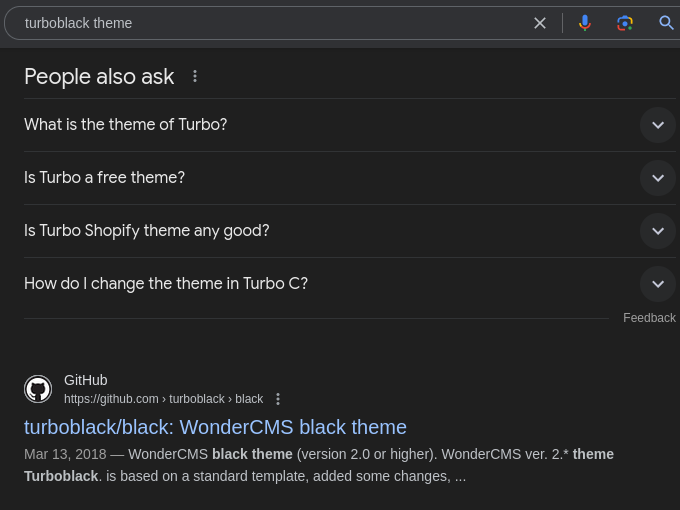 turboblack theme
People also ask
What is the theme of Turbo?
Is Turbo a free theme?
Is Turbo Shopify theme any good?
How do I change the theme in Turbo C?
Feedback
GitHub
https://github.com › turboblack › black
turboblack/black: WonderCMS black theme
Mar 13, 2018 — WonderCMS black theme (version 2.0 or higher). WonderCMS ver. 2.* theme
Turboblack. is based on a standard template, added some changes, ...